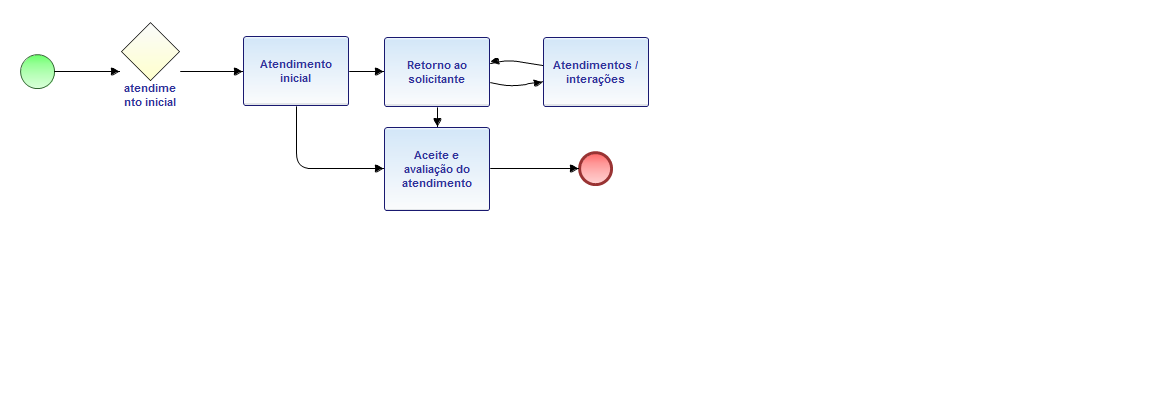 atendime
nto inicial
Atendimento
inicial
Retorno ao
solicitante
Atendimentos /
interações
Aceite e
avaliação do
atendimento